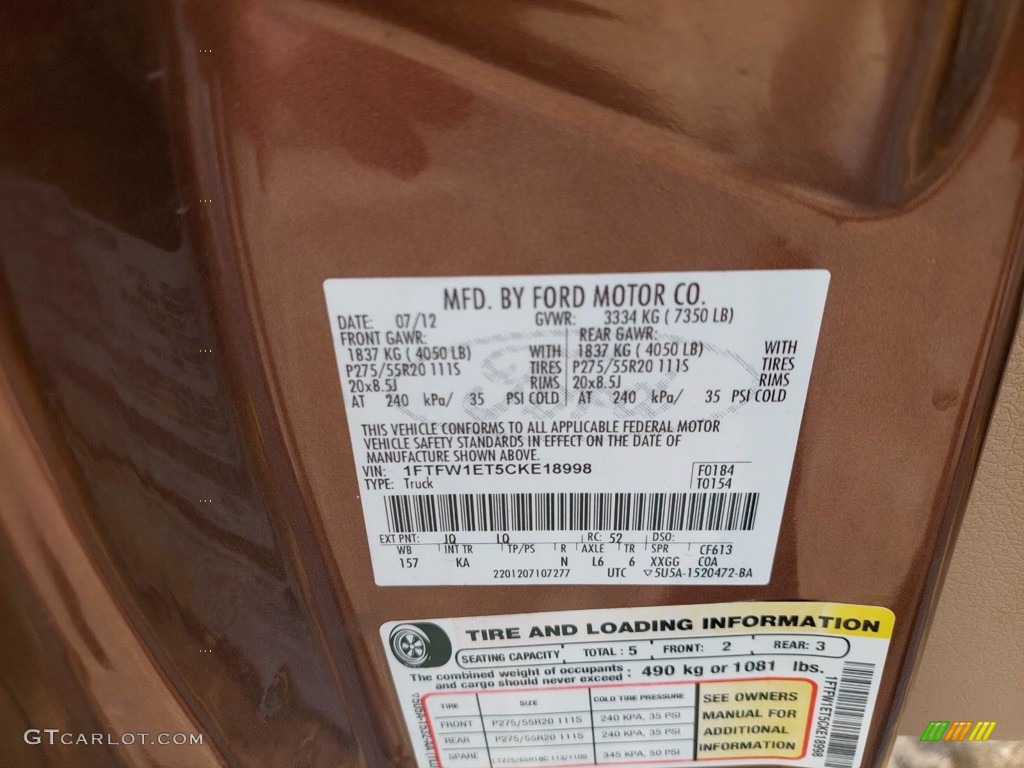 MFD. BY FORD MOTOR CO.
DATE: 07/12 GVWR: 3334 KG ( 7350 LB)
FRONT GAWR: REAR GAWR:
1837 KG ( 4050 LB) WITH 1837 KG ( 4050 LB) WITH
P275/55R20 111S TIRES P275/55R20 111S TIRES
20x8.5J RIMS 20x8.5J RIMS
AT 240 kPa/ 35 PSI COLD AT 240 kPa/ 35 PSI COLD
THIS VEHICLE CONFORMS TO ALL APPLICABLE FEDERAL MOTOR
VEHICLE SAFETY STANDARDS IN EFFECT ON THE DATE OF
MANUFACTURE SHOWN ABOVE.
VIN: 1FTFW1ET5CKE18998 F0184
TYPE: Truck T0154
EXT PNT: JQ LQ RC: 52 DSO:
WB INT TR TP/PS R AXLE TR SPR CF613
157 KA N L6 6 XXGG C0A
2201207107277 UTC ▽5U5A-1520472-BA
TIRE AND LOADING INFORMATION
SEATING CAPACITY TOTAL : 5 FRONT: 2 REAR: 3
The combined weight of occupants
and cargo should never exceed : 490 kg or 1081 lbs.
TIRE SIZE COLD TIRE PRESSURE
FRONT P275/55R20 111S 240 KPA, 35 PSI
REAR P275/55R20 111S 240 KPA, 35 PSI
SPARE 345 KPA, 50 PSI
SEE OWNERS
MANUAL FOR
ADDITIONAL
INFORMATION
1FTFW1ET5CKE18998
GTCARLOT.COM